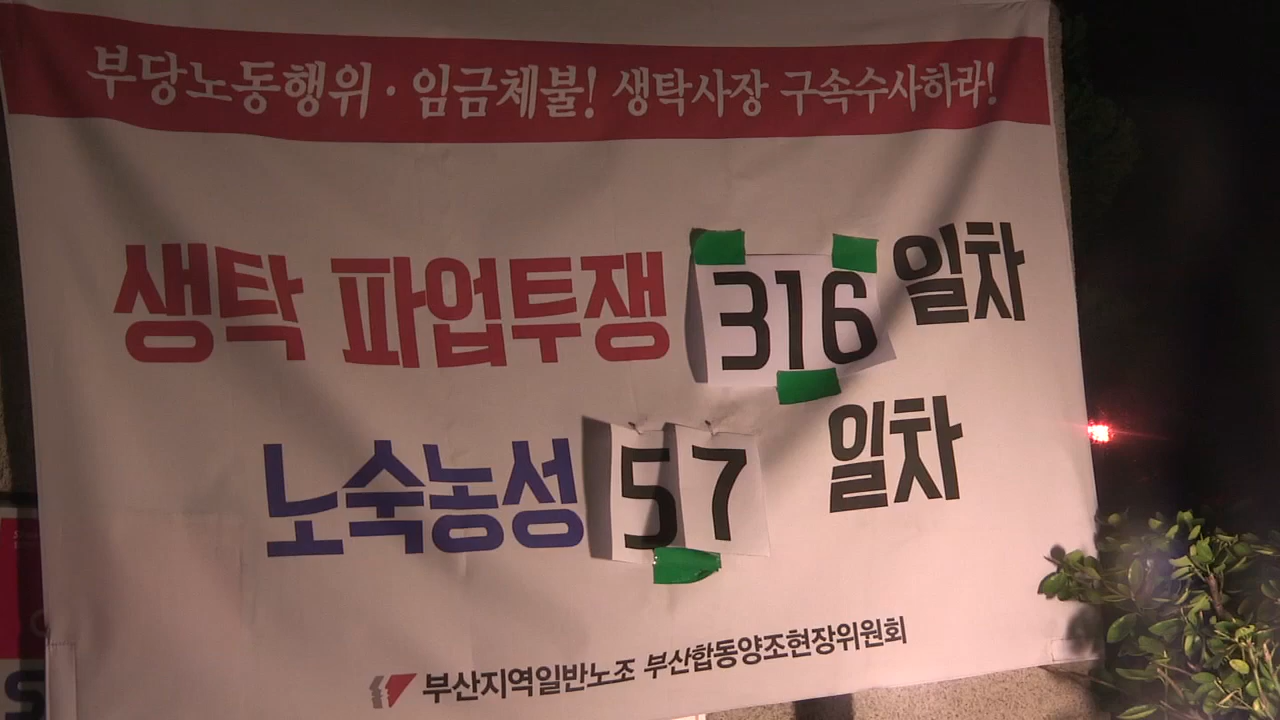 부당노동행위 · 임금체불! 생탁사장 구속수사하라!
생탁 파업투쟁 316 일차
노숙농성 57 일차
부산지역일반노조 부산합동양조현장위원회